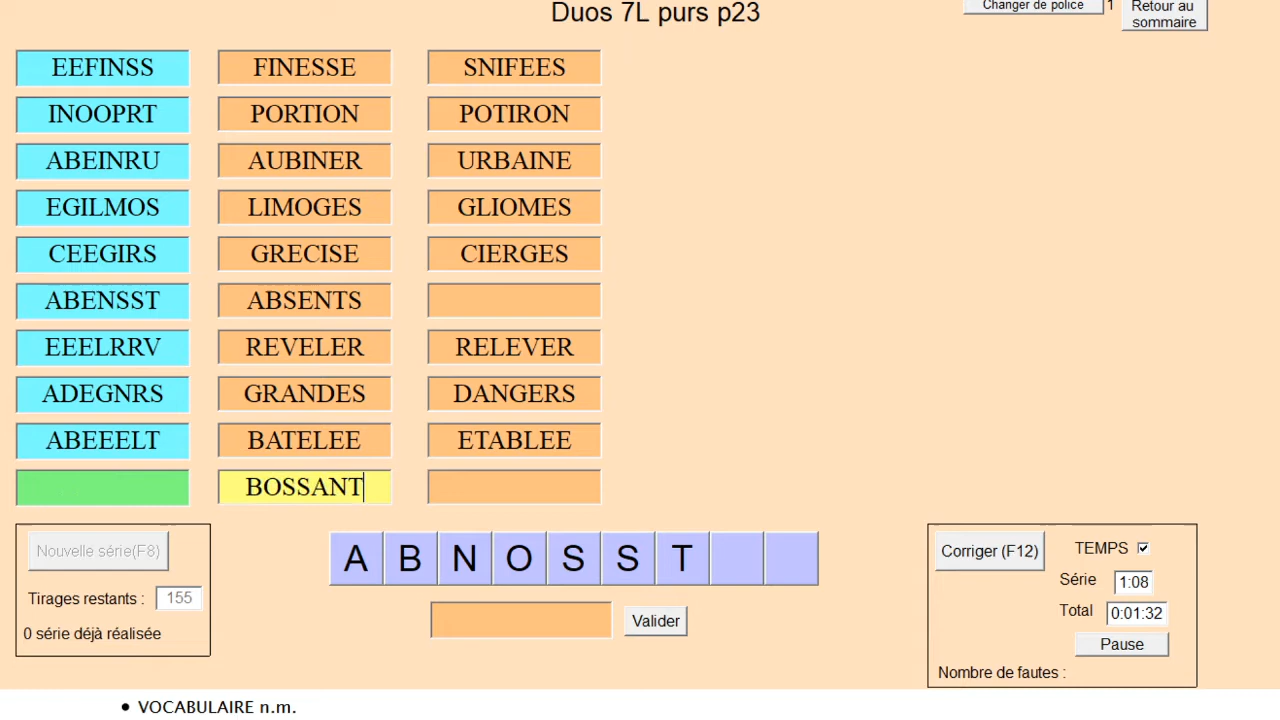 Duos 7L purs p23
Changer de police 1 Retour au sommaire
EEFINSS FINESSE SNIFEES
INOOPRT PORTION POTIRON
ABEINRU AUBINER URBAINE
EGILMOS LIMOGES GLIOMES
CEEGIRS GRECISE CIERGES
ABENSST ABSENTS
EEELRRV REVELER RELEVER
ADEGNRS GRANDES DANGERS
ABEEELT BATELEE ETABLEE
BOSSANT
Nouvelle série(F8)
Tirages restants : 155
0 série déjà réalisée
A B N O S S T
Valider
Corriger (F12)
TEMPS
Série 1:08
Total 0:01:32
Pause
Nombre de fautes :
• VOCABULAIRE n.m.